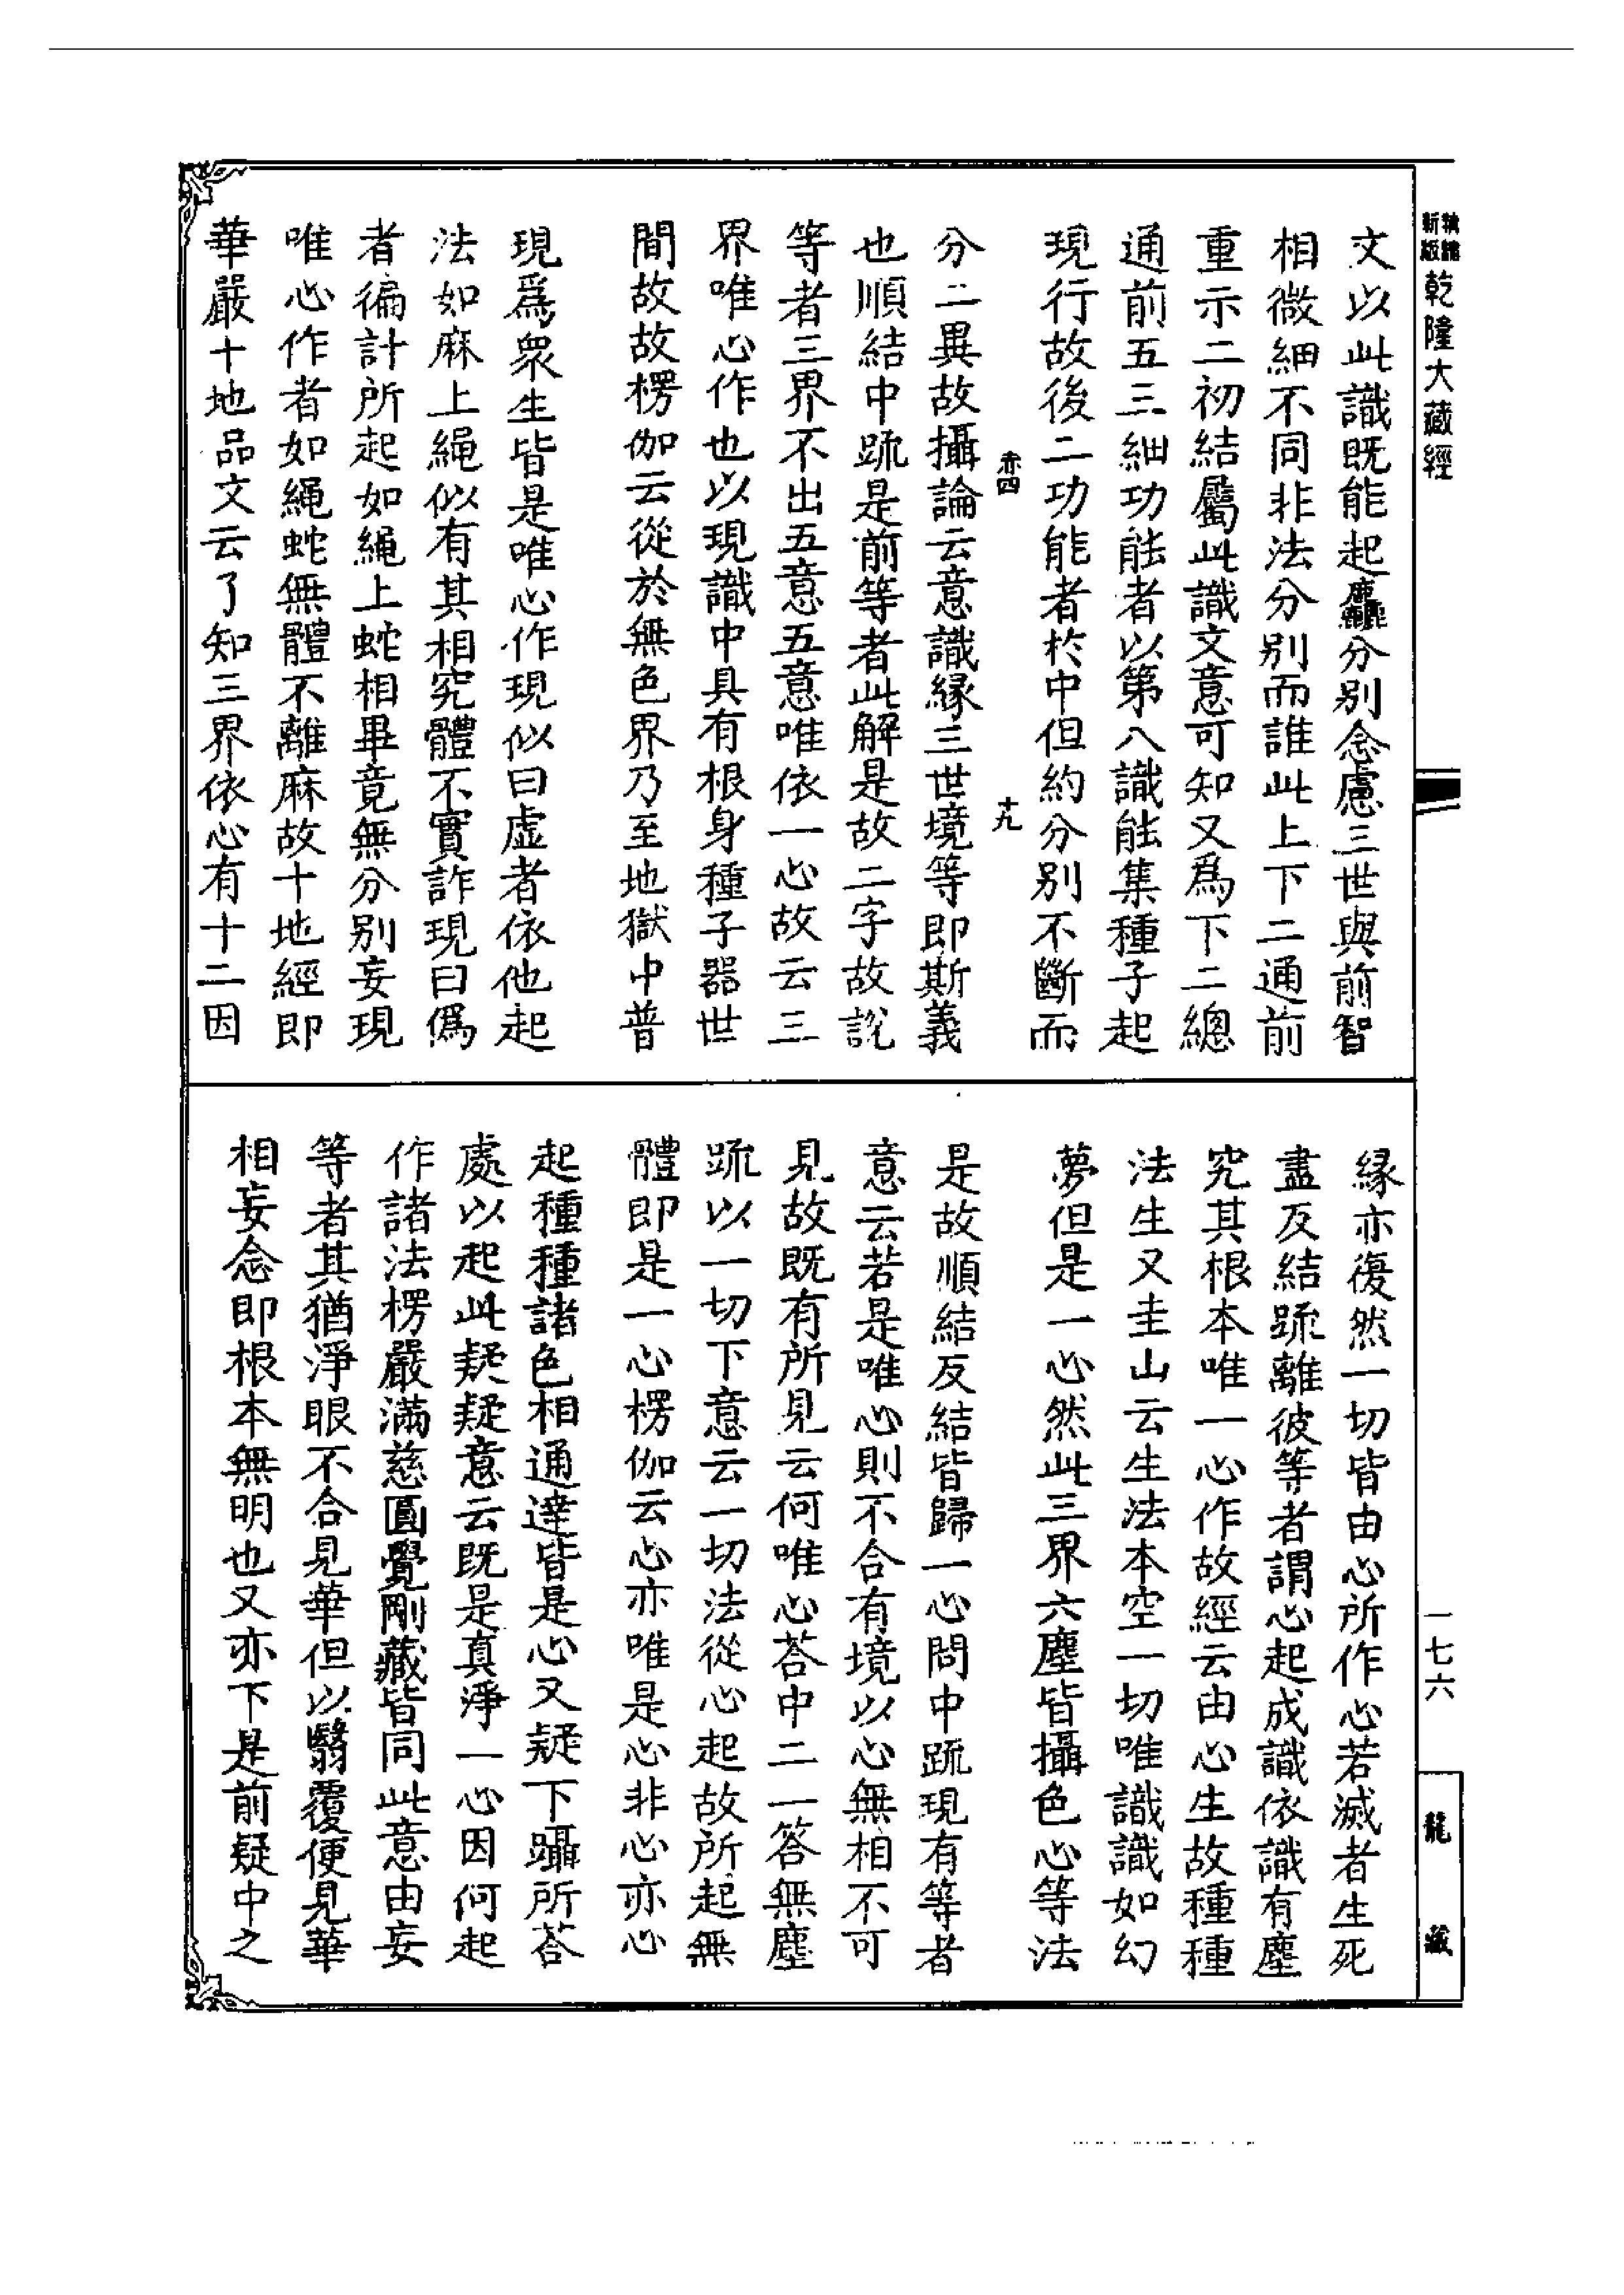 新版
精縮
乾隆大藏經
文以此識既能起麤分別念慮三世與前智
相微細不同非法分別而誰此上下二通前
重示二初結屬此識文意可知又爲下二總
通前五三細功能者以第八識能集種子起
現行故後二功能者於中但約分別不斷而
赤四
十九
分二異故攝論云意識緣三世境等即斯義
也順結中䟽是前等者此解是故二字故說
等者三界不出五意五意唯依一心故云三
界唯心作也以現識中具有根身種子器世
間故故楞伽云從於無色界乃至地獄中普
現爲衆生皆是唯心作現似曰虛者依他起
法如麻上繩似有其相究體不實詐現曰僞
者徧計所起如繩上蛇相畢竟無分別妄現
唯心作者如繩蛇無體不離麻故十地經即
華嚴十地品文云了知三界依心有十二因
緣亦復然一切皆由心所作心若滅者生死
盡反結䟽離彼等者謂心起成識依識有塵
究其根本唯一心作故經云由心生故種種
法生又圭山云生法本空一切唯識識如幻
夢但是一心然此三界六塵皆攝色心等法
是故順結反結皆歸一心問中䟽現有等者
意云若是唯心則不合有境以心無相不可
見故既有所見云何唯心荅中二一答無塵
䟽以一切下意云一切法從心起故所起無
體即是一心楞伽云心亦唯是心非心亦心
起種種諸色相通達皆是心又疑下躡所荅
處以起此疑疑意云既是真淨一心因何起
作諸法楞嚴滿慈圓覺剛藏皆同此意由妄
等者其猶淨眼不合見華但以翳覆便見華
相妄念即根本無明也又亦下是前疑中之
一七六
龍藏